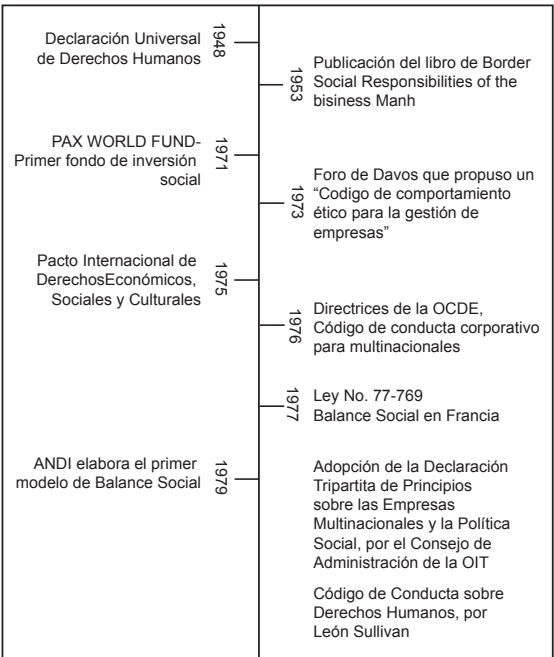 Declaración Universal
de Derechos Humanos
1948
1953
Publicación del libro de Border
Social Responsibilities of the
bisiness Manh
PAX WORLD FUND-
Primer fondo de inversión
social
1971
1973
Foro de Davos que propuso un
“Codigo de comportamiento
ético para la gestión de
empresas”
Pacto Internacional de
DerechosEconómicos,
Sociales y Culturales
1975
1976
Directrices de la OCDE,
Código de conducta corporativo
para multinacionales
1977
Ley No. 77-769
Balance Social en Francia
ANDI elabora el primer
modelo de Balance Social
1979
Adopción de la Declaración
Tripartita de Principios
sobre las Empresas
Multinacionales y la Política
Social, por el Consejo de
Administración de la OIT
Código de Conducta sobre
Derechos Humanos, por
León Sullivan